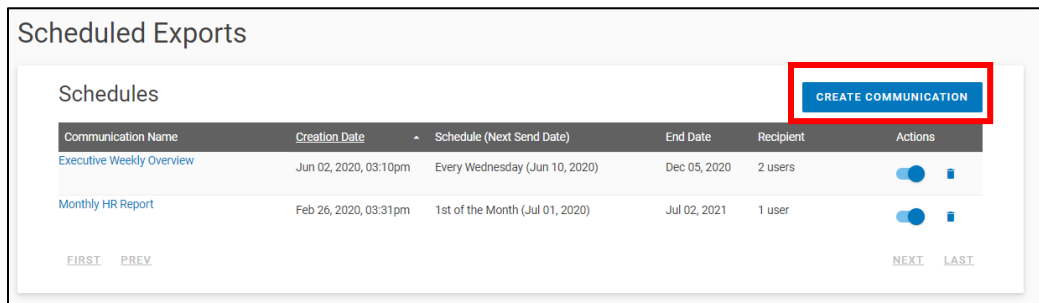 Scheduled Exports
Schedules
CREATE COMMUNICATION
Communication Name Creation Date Schedule (Next Send Date) End Date Recipient Actions
Executive Weekly Overview Jun 02, 2020, 03:10pm Every Wednesday (Jun 10, 2020) Dec 05, 2020 2 users
Monthly HR Report Feb 26, 2020, 03:31pm 1st of the Month (Jul 01, 2020) Jul 02, 2021 1 user
FIRST PREV NEXT LAST